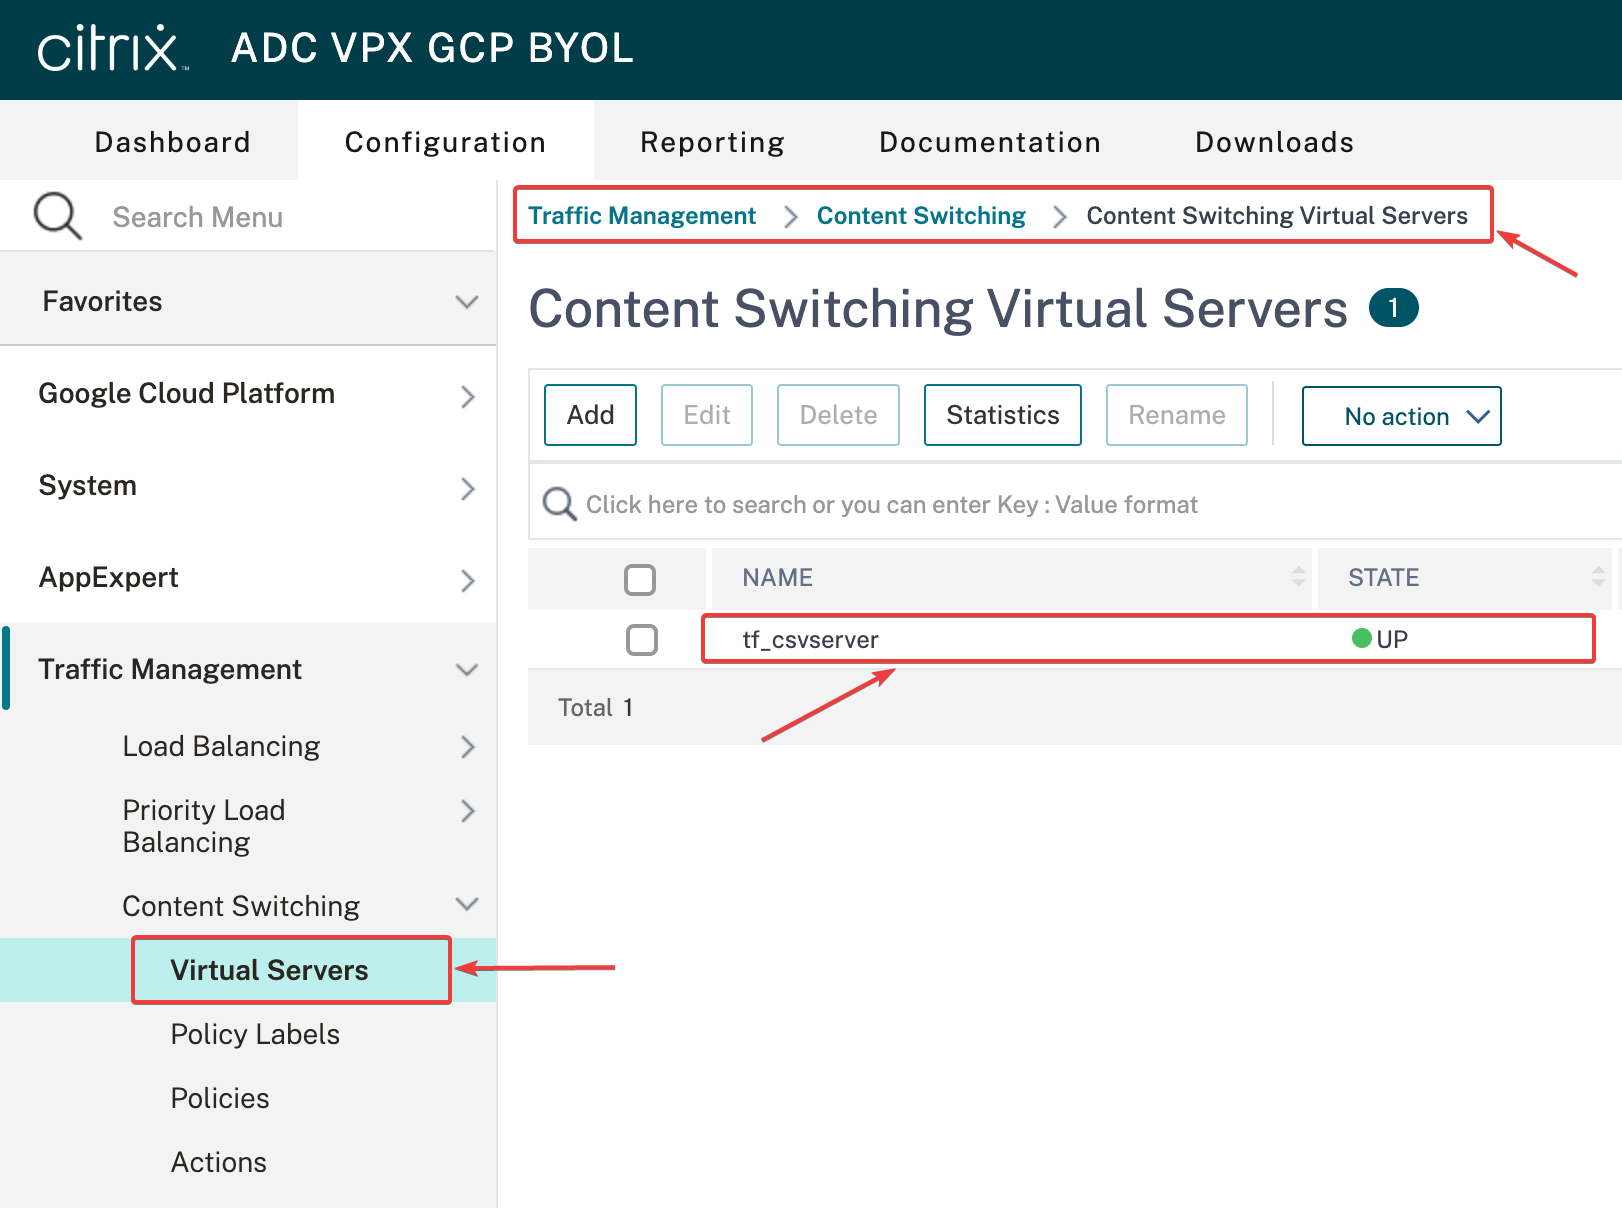 citrix™ ADC VPX GCP BYOL
Dashboard Configuration Reporting Documentation Downloads
Search Menu
Favorites
Google Cloud Platform
System
AppExpert
Traffic Management
Load Balancing
Priority Load
Balancing
Content Switching
Virtual Servers
Policy Labels
Policies
Actions
Traffic Management > Content Switching > Content Switching Virtual Servers
Content Switching Virtual Servers 1
Add Edit Delete Statistics Rename No action
Click here to search or you can enter Key : Value format
NAME STATE
tf_csvserver UP
Total 1